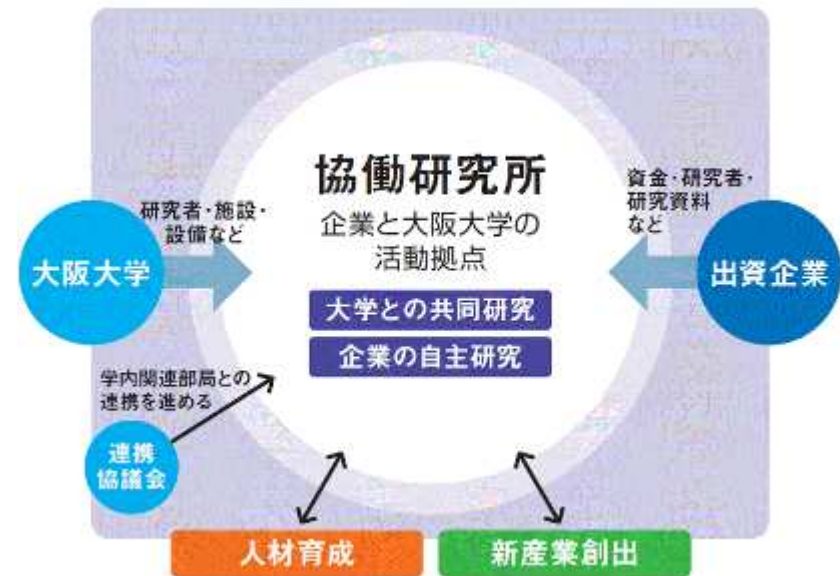 協働研究所
企業と大阪大学の
活動拠点
大学との共同研究
企業の自主研究
研究者・施設・
設備など
大阪大学
資金・研究者・
研究資料
など
出資企業
学内関連部局との
連携を進める
連携
協議会
人材育成
新産業創出